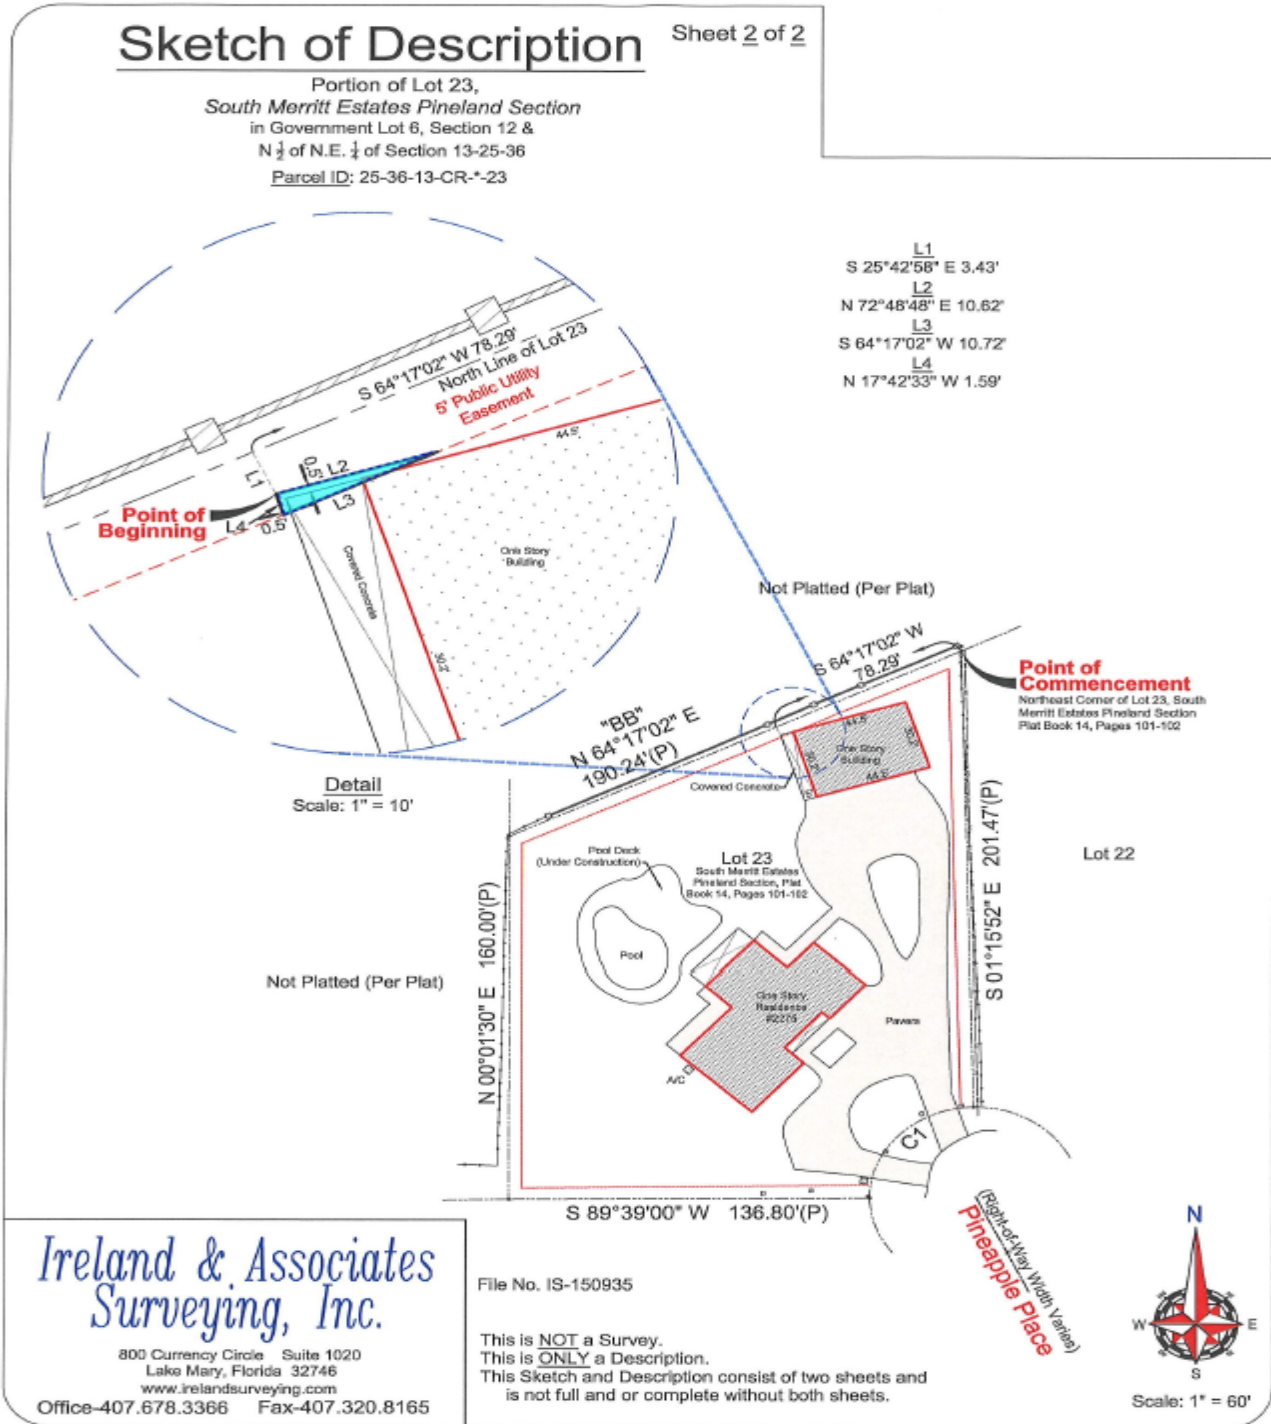 Sketch of Description
Sheet 2 of 2
Portion of Lot 23,
South Merritt Estates Pineland Section
in Government Lot 6, Section 12 &
N ½ of N.E. ¼ of Section 13-25-36
Parcel ID: 25-36-13-CR-*-23
L1
S 25°42'58" E 3.43'
L2
N 72°48'48" E 10.62'
L3
S 64°17'02" W 10.72'
L4
N 17°42'33" W 1.59'
S 64°17'02" W 78.29'
North Line of Lot 23
5' Public Utility
Easement
44.5'
L1
0.5'
L2
L3
L4
0.5'
Point of
Beginning
Covered Concrete
One Story
Building
30.2'
Detail
Scale: 1" = 10'
Not Platted (Per Plat)
S 64°17'02" W
78.29'
Point of
Commencement
Northeast Corner of Lot 23, South
Merritt Estates Pineland Section
Plat Book 14, Pages 101-102
"BB"
N 64°17'02" E
190.24'(P)
44.5'
30.2'
One Story
Building
30.2'
44.5'
Covered Concrete
S 01°15'52" E 201.47'(P)
Lot 22
Pool Deck
(Under Construction)
Lot 23
South Merritt Estates
Pineland Section, Plat
Book 14, Pages 101-102
Pool
N 00°01'30" E 160.00'(P)
Not Platted (Per Plat)
One Story
Residence
#2275
Pavers
A/C
C1
S 89°39'00" W 136.80'(P)
(Right-of-Way Width Varies)
Pineapple Place
Ireland & Associates
Surveying, Inc.
800 Currency Circle Suite 1020
Lake Mary, Florida 32746
www.irelandsurveying.com
Office-407.678.3366 Fax-407.320.8165
File No. IS-150935
This is NOT a Survey.
This is ONLY a Description.
This Sketch and Description consist of two sheets and
is not full and or complete without both sheets.
N
W
E
S
Scale: 1" = 60'